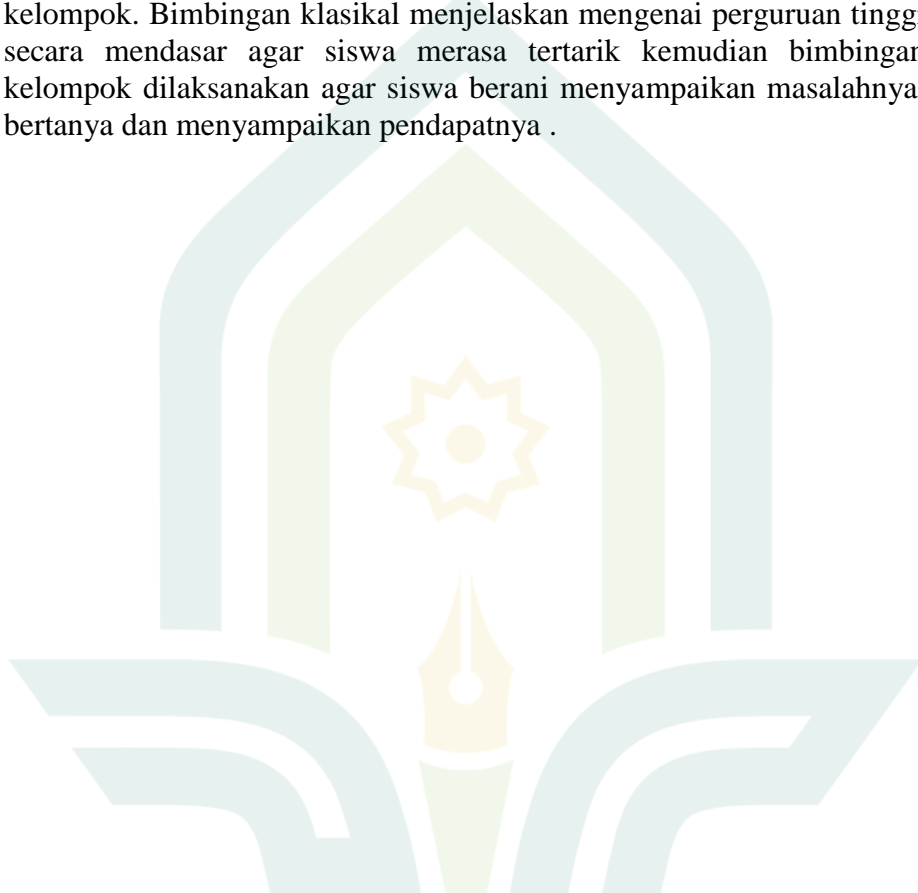 kelompok. Bimbingan klasikal menjelaskan mengenai perguruan tinggi
secara mendasar agar siswa merasa tertarik kemudian bimbingan
kelompok dilaksanakan agar siswa berani menyampaikan masalahnya
bertanya dan menyampaikan pendapatnya .